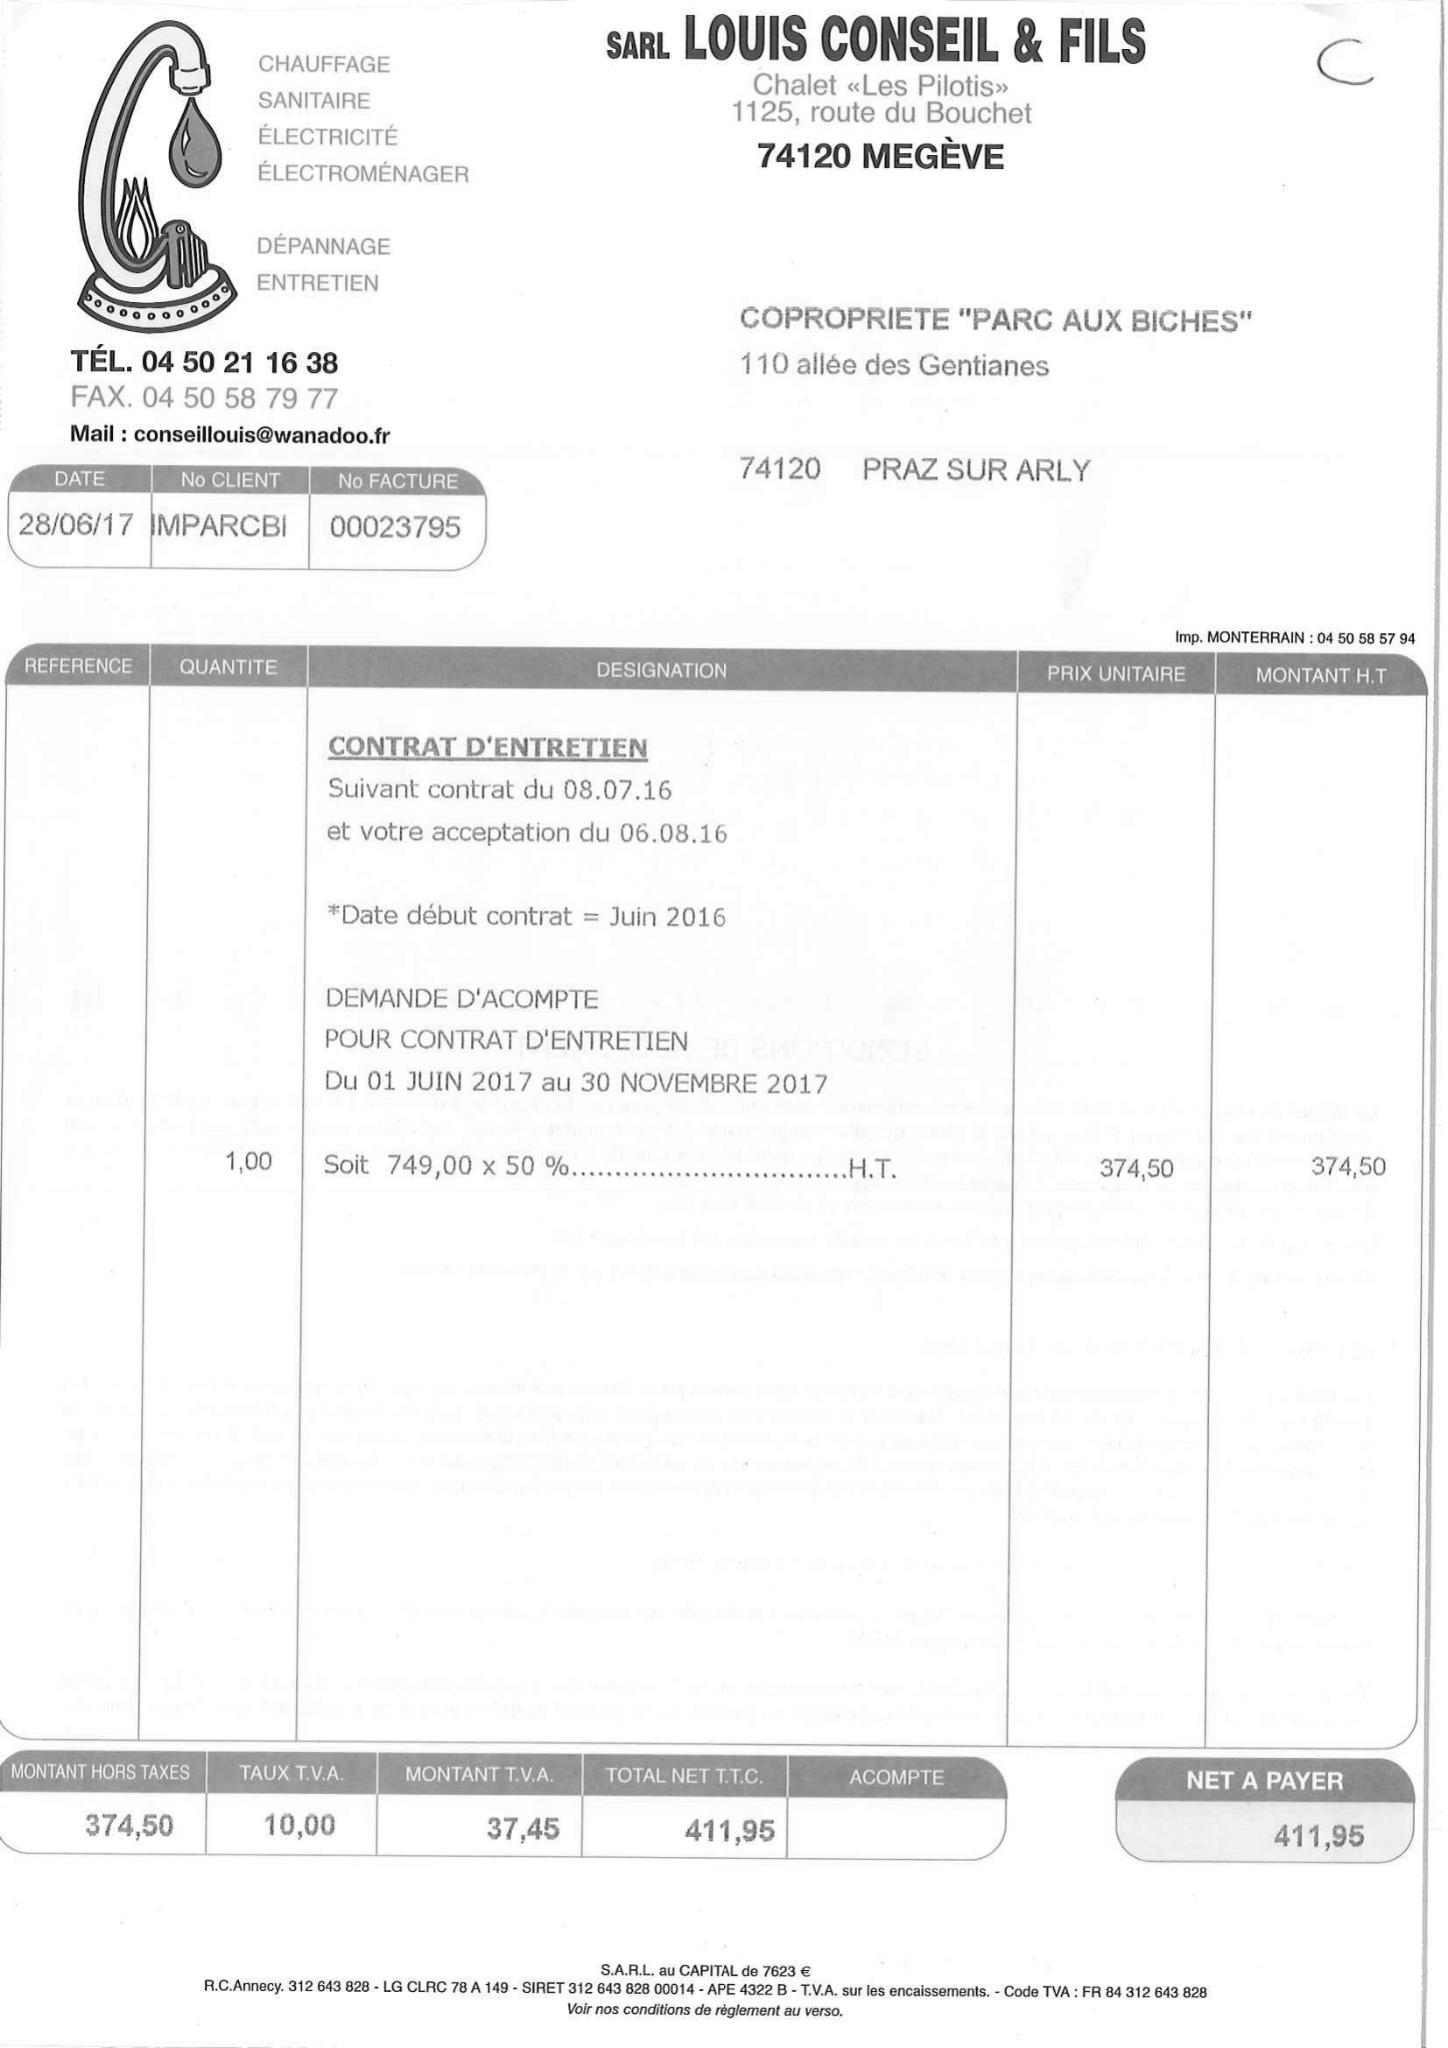 CHAUFFAGE
SANITAIRE
ÉLECTRICITÉ
ÉLECTROMÉNAGER
DÉPANNAGE
ENTRETIEN
TÉL. 04 50 21 16 38
FAX. 04 50 58 79 77
Mail : conseillouis@wanadoo.fr
SARL LOUIS CONSEIL & FILS
Chalet «Les Pilotis»
1125, route du Bouchet
74120 MEGÈVE
C
COPROPRIETE "PARC AUX BICHES"
110 allée des Gentianes
74120 PRAZ SUR ARLY
DATE No CLIENT No FACTURE
28/06/17 IMPARCBI 00023795
Imp. MONTERRAIN : 04 50 58 57 94
REFERENCE QUANTITE DESIGNATION PRIX UNITAIRE MONTANT H.T
CONTRAT D'ENTRETIEN
Suivant contrat du 08.07.16
et votre acceptation du 06.08.16
*Date début contrat = Juin 2016
DEMANDE D'ACOMPTE
POUR CONTRAT D'ENTRETIEN
Du 01 JUIN 2017 au 30 NOVEMBRE 2017
1,00 Soit 749,00 x 50 %.................................H.T. 374,50 374,50
MONTANT HORS TAXES TAUX T.V.A. MONTANT T.V.A. TOTAL NET T.T.C. ACOMPTE NET A PAYER
374,50 10,00 37,45 411,95 411,95
S.A.R.L. au CAPITAL de 7623 €
R.C.Annecy. 312 643 828 - LG CLRC 78 A 149 - SIRET 312 643 828 00014 - APE 4322 B - T.V.A. sur les encaissements. - Code TVA : FR 84 312 643 828
Voir nos conditions de règlement au verso.